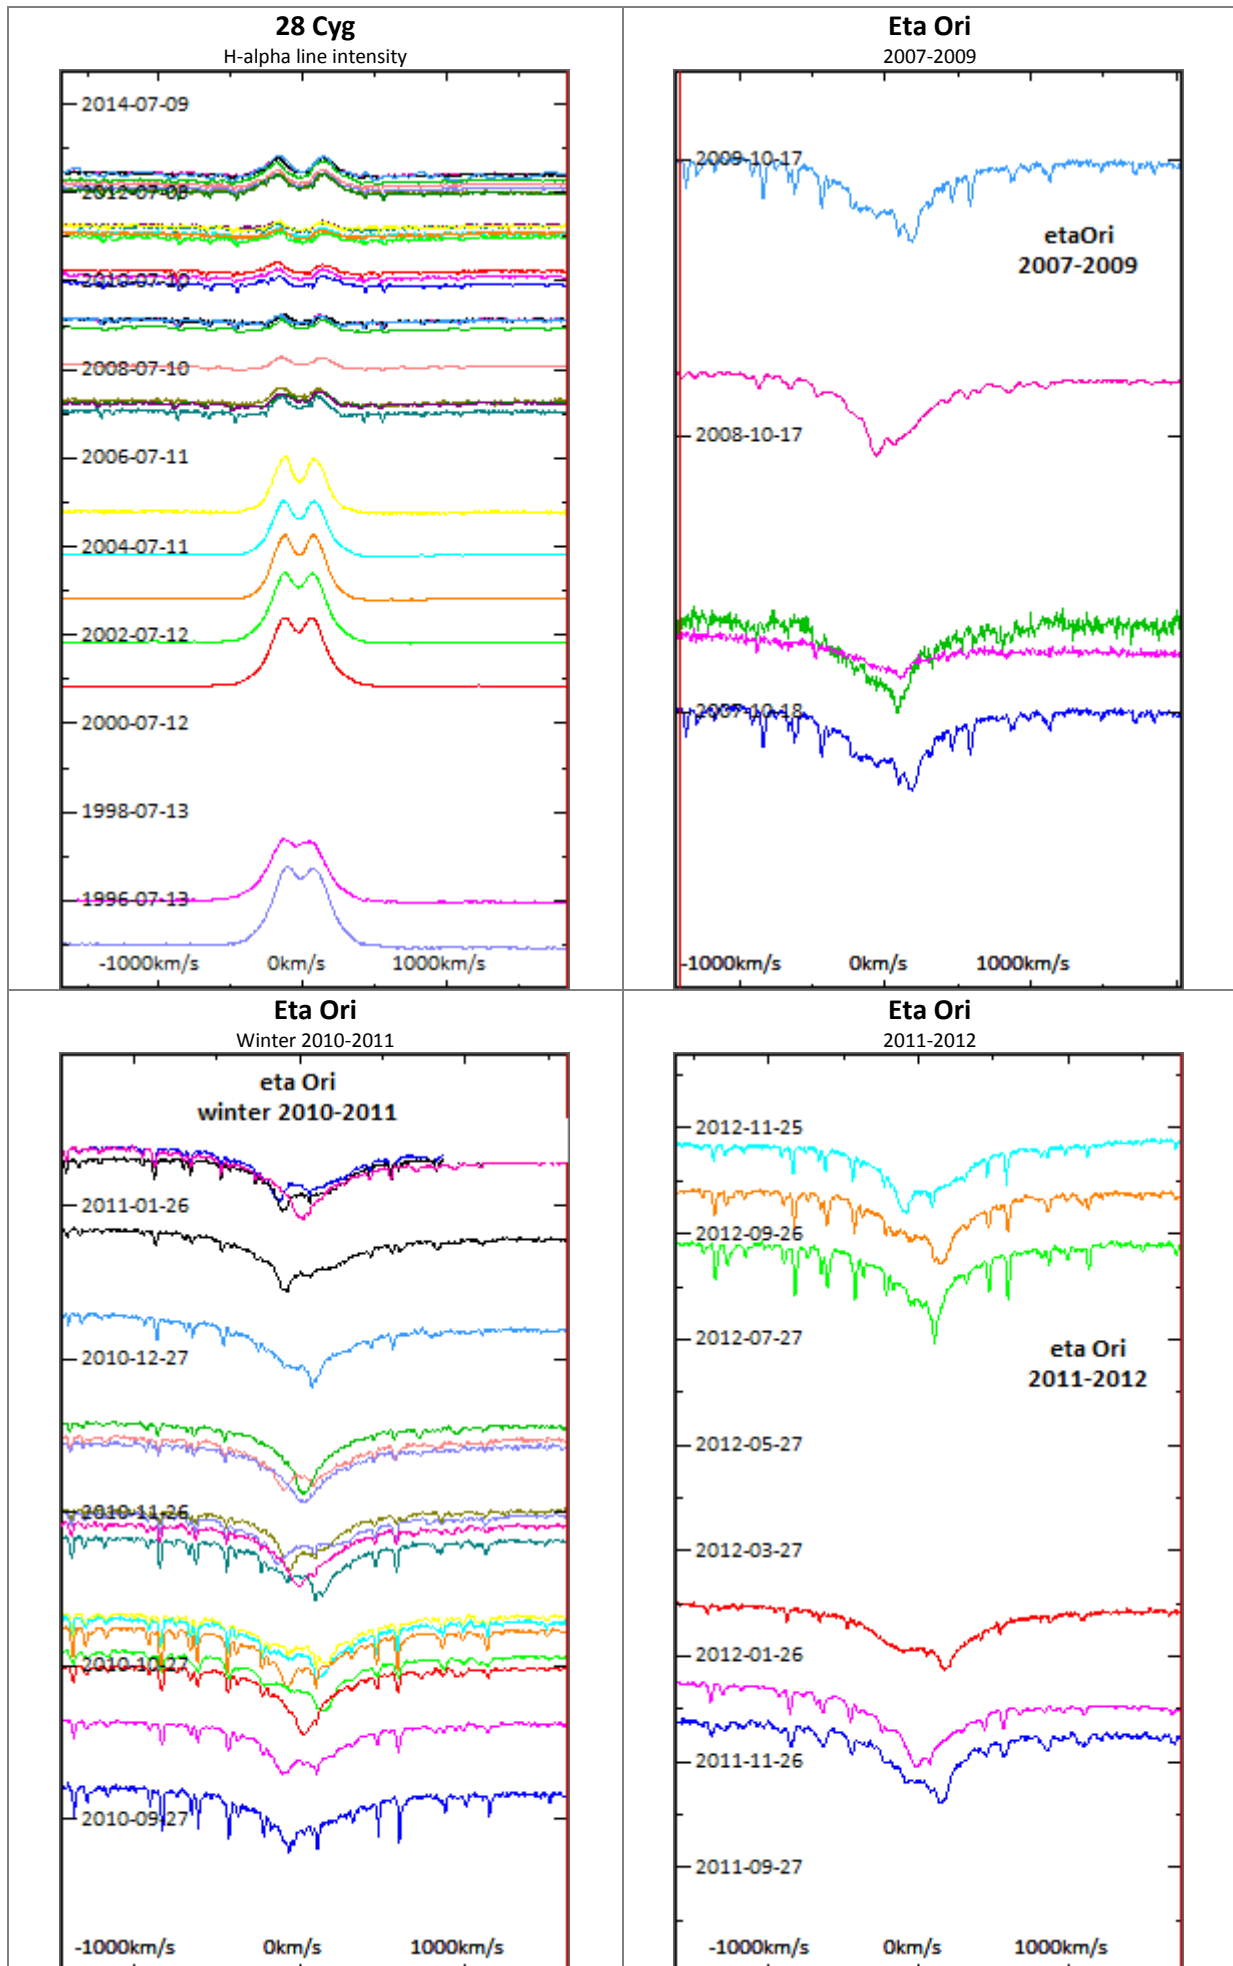 28 Cyg
H-alpha line intensity
2014-07-09
2012-07-09
2010-07-10
2008-07-10
2006-07-11
2004-07-11
2002-07-12
2000-07-12
1998-07-13
1996-07-13
-1000km/s 0km/s 1000km/s
Eta Ori
2007-2009
2009-10-17
etaOri
2007-2009
2008-10-17
2007-10-18
-1000km/s 0km/s 1000km/s
Eta Ori
Winter 2010-2011
eta Ori
winter 2010-2011
2011-01-26
2010-12-27
2010-11-26
2010-10-27
2010-09-27
-1000km/s 0km/s 1000km/s
Eta Ori
2011-2012
2012-11-25
2012-09-26
2012-07-27
eta Ori
2011-2012
2012-05-27
2012-03-27
2012-01-26
2011-11-26
2011-09-27
-1000km/s 0km/s 1000km/s